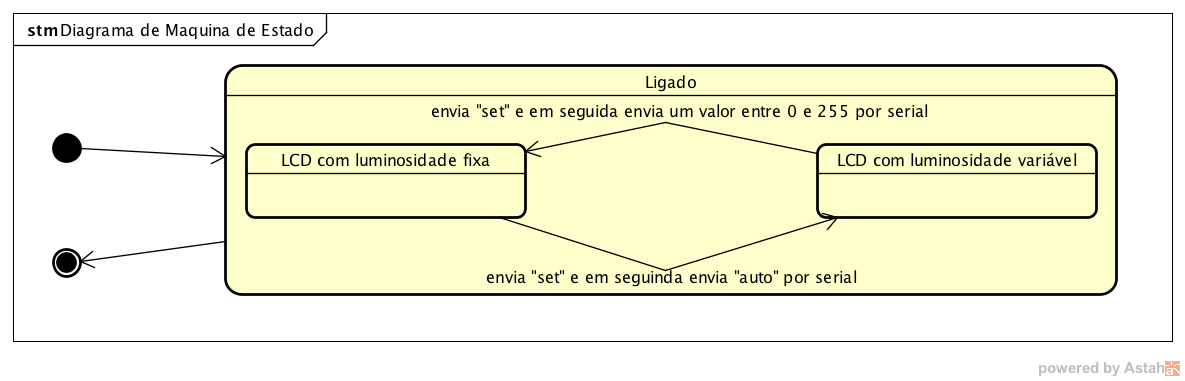 stm Diagrama de Maquina de Estado
Ligado
envia "set" e em seguida envia um valor entre 0 e 255 por serial
LCD com luminosidade fixa
LCD com luminosidade variável
envia "set" e em seguinda envia "auto" por serial
powered by Astah